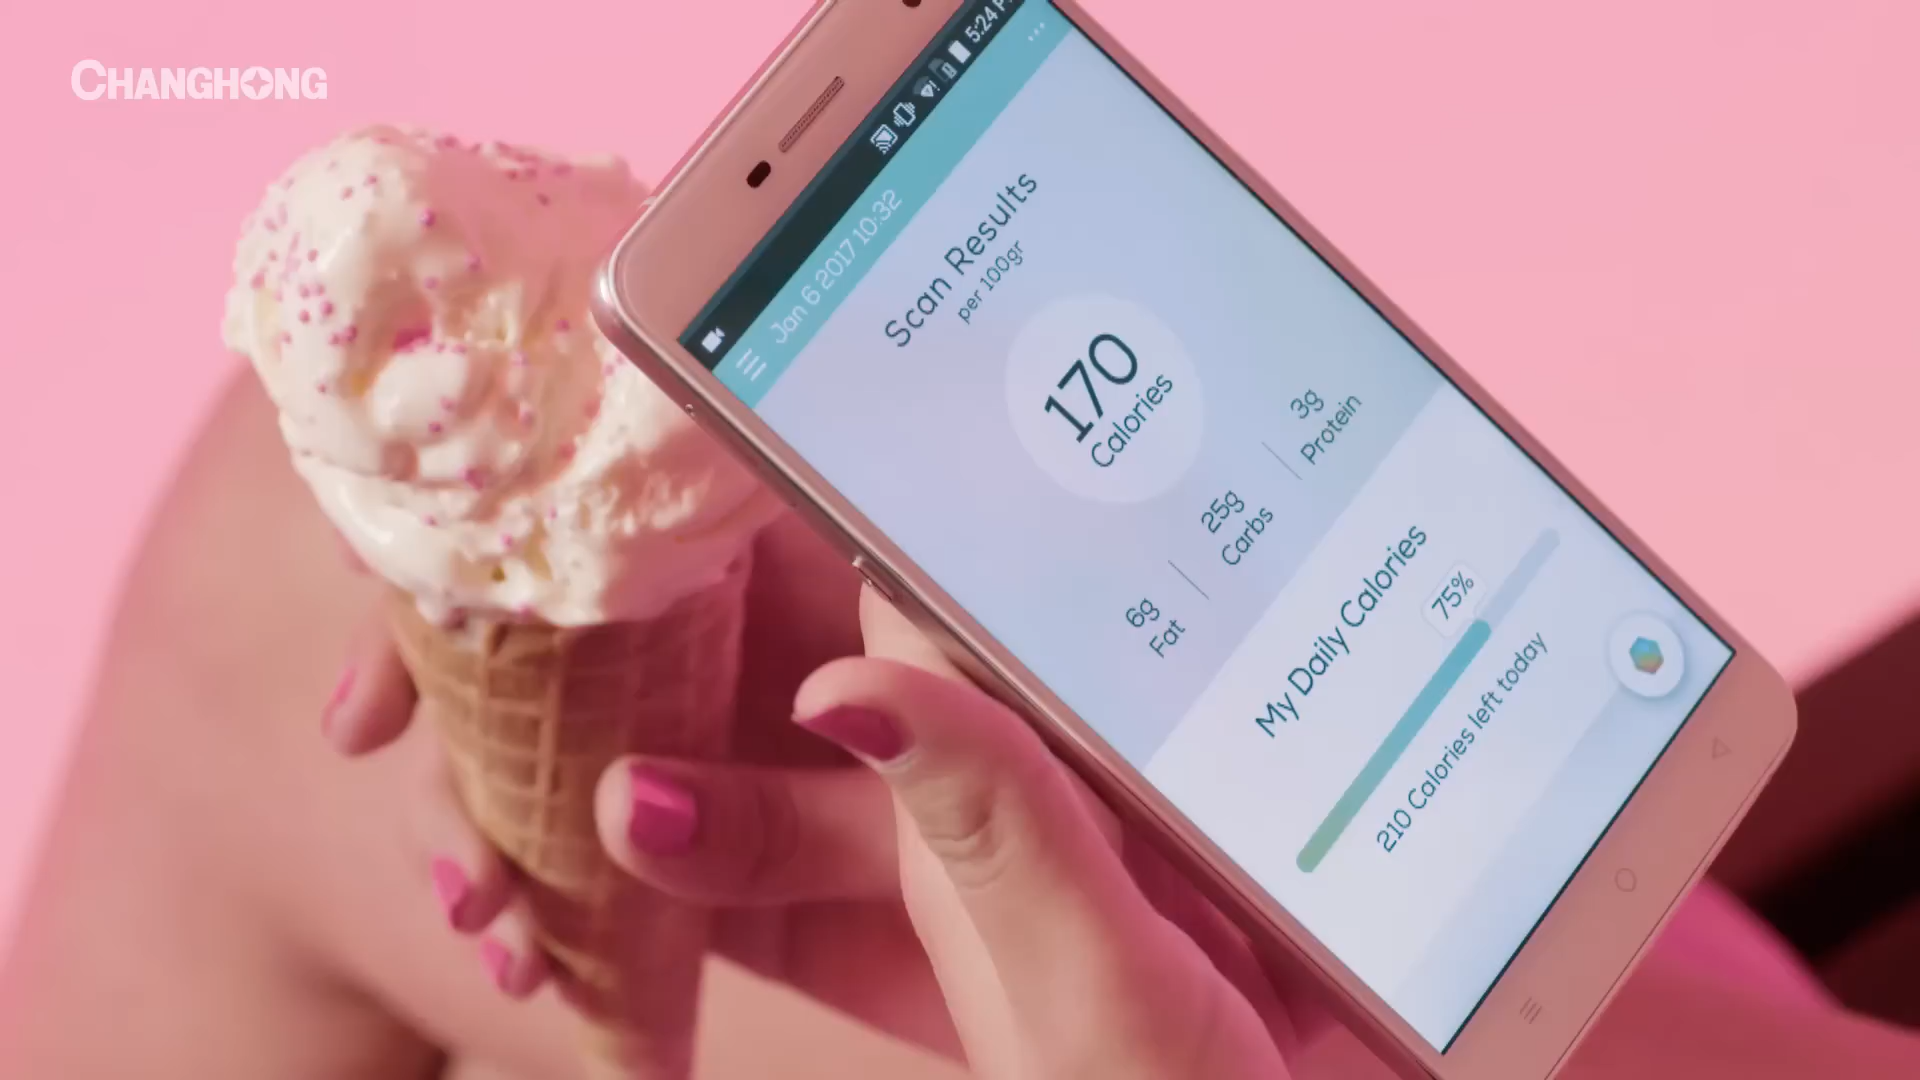 CHANGHONG
5:24 P
Jan 6 2017 10:32
Scan Results
per 100gr
170
Calories
6g
Fat
25g
Carbs
3g
Protein
My Daily Calories
75%
210 Calories left today